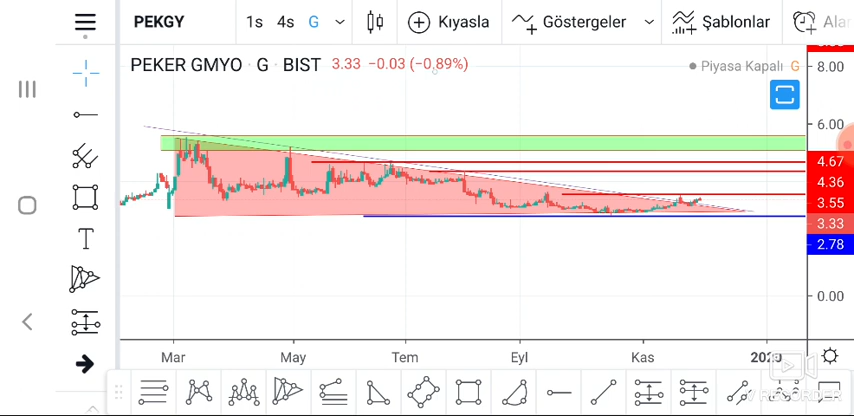 PEKGY 1s 4s G Kıyasla Göstergeler Şablonlar Alar
PEKER GMYO · G · BIST 3.33 −0.03 (−0.89%)
Piyasa Kapalı G
8.00
6.00
4.67
4.36
3.55
3.33
2.78
0.00
Mar May Tem Eyl Kas
RECORDER